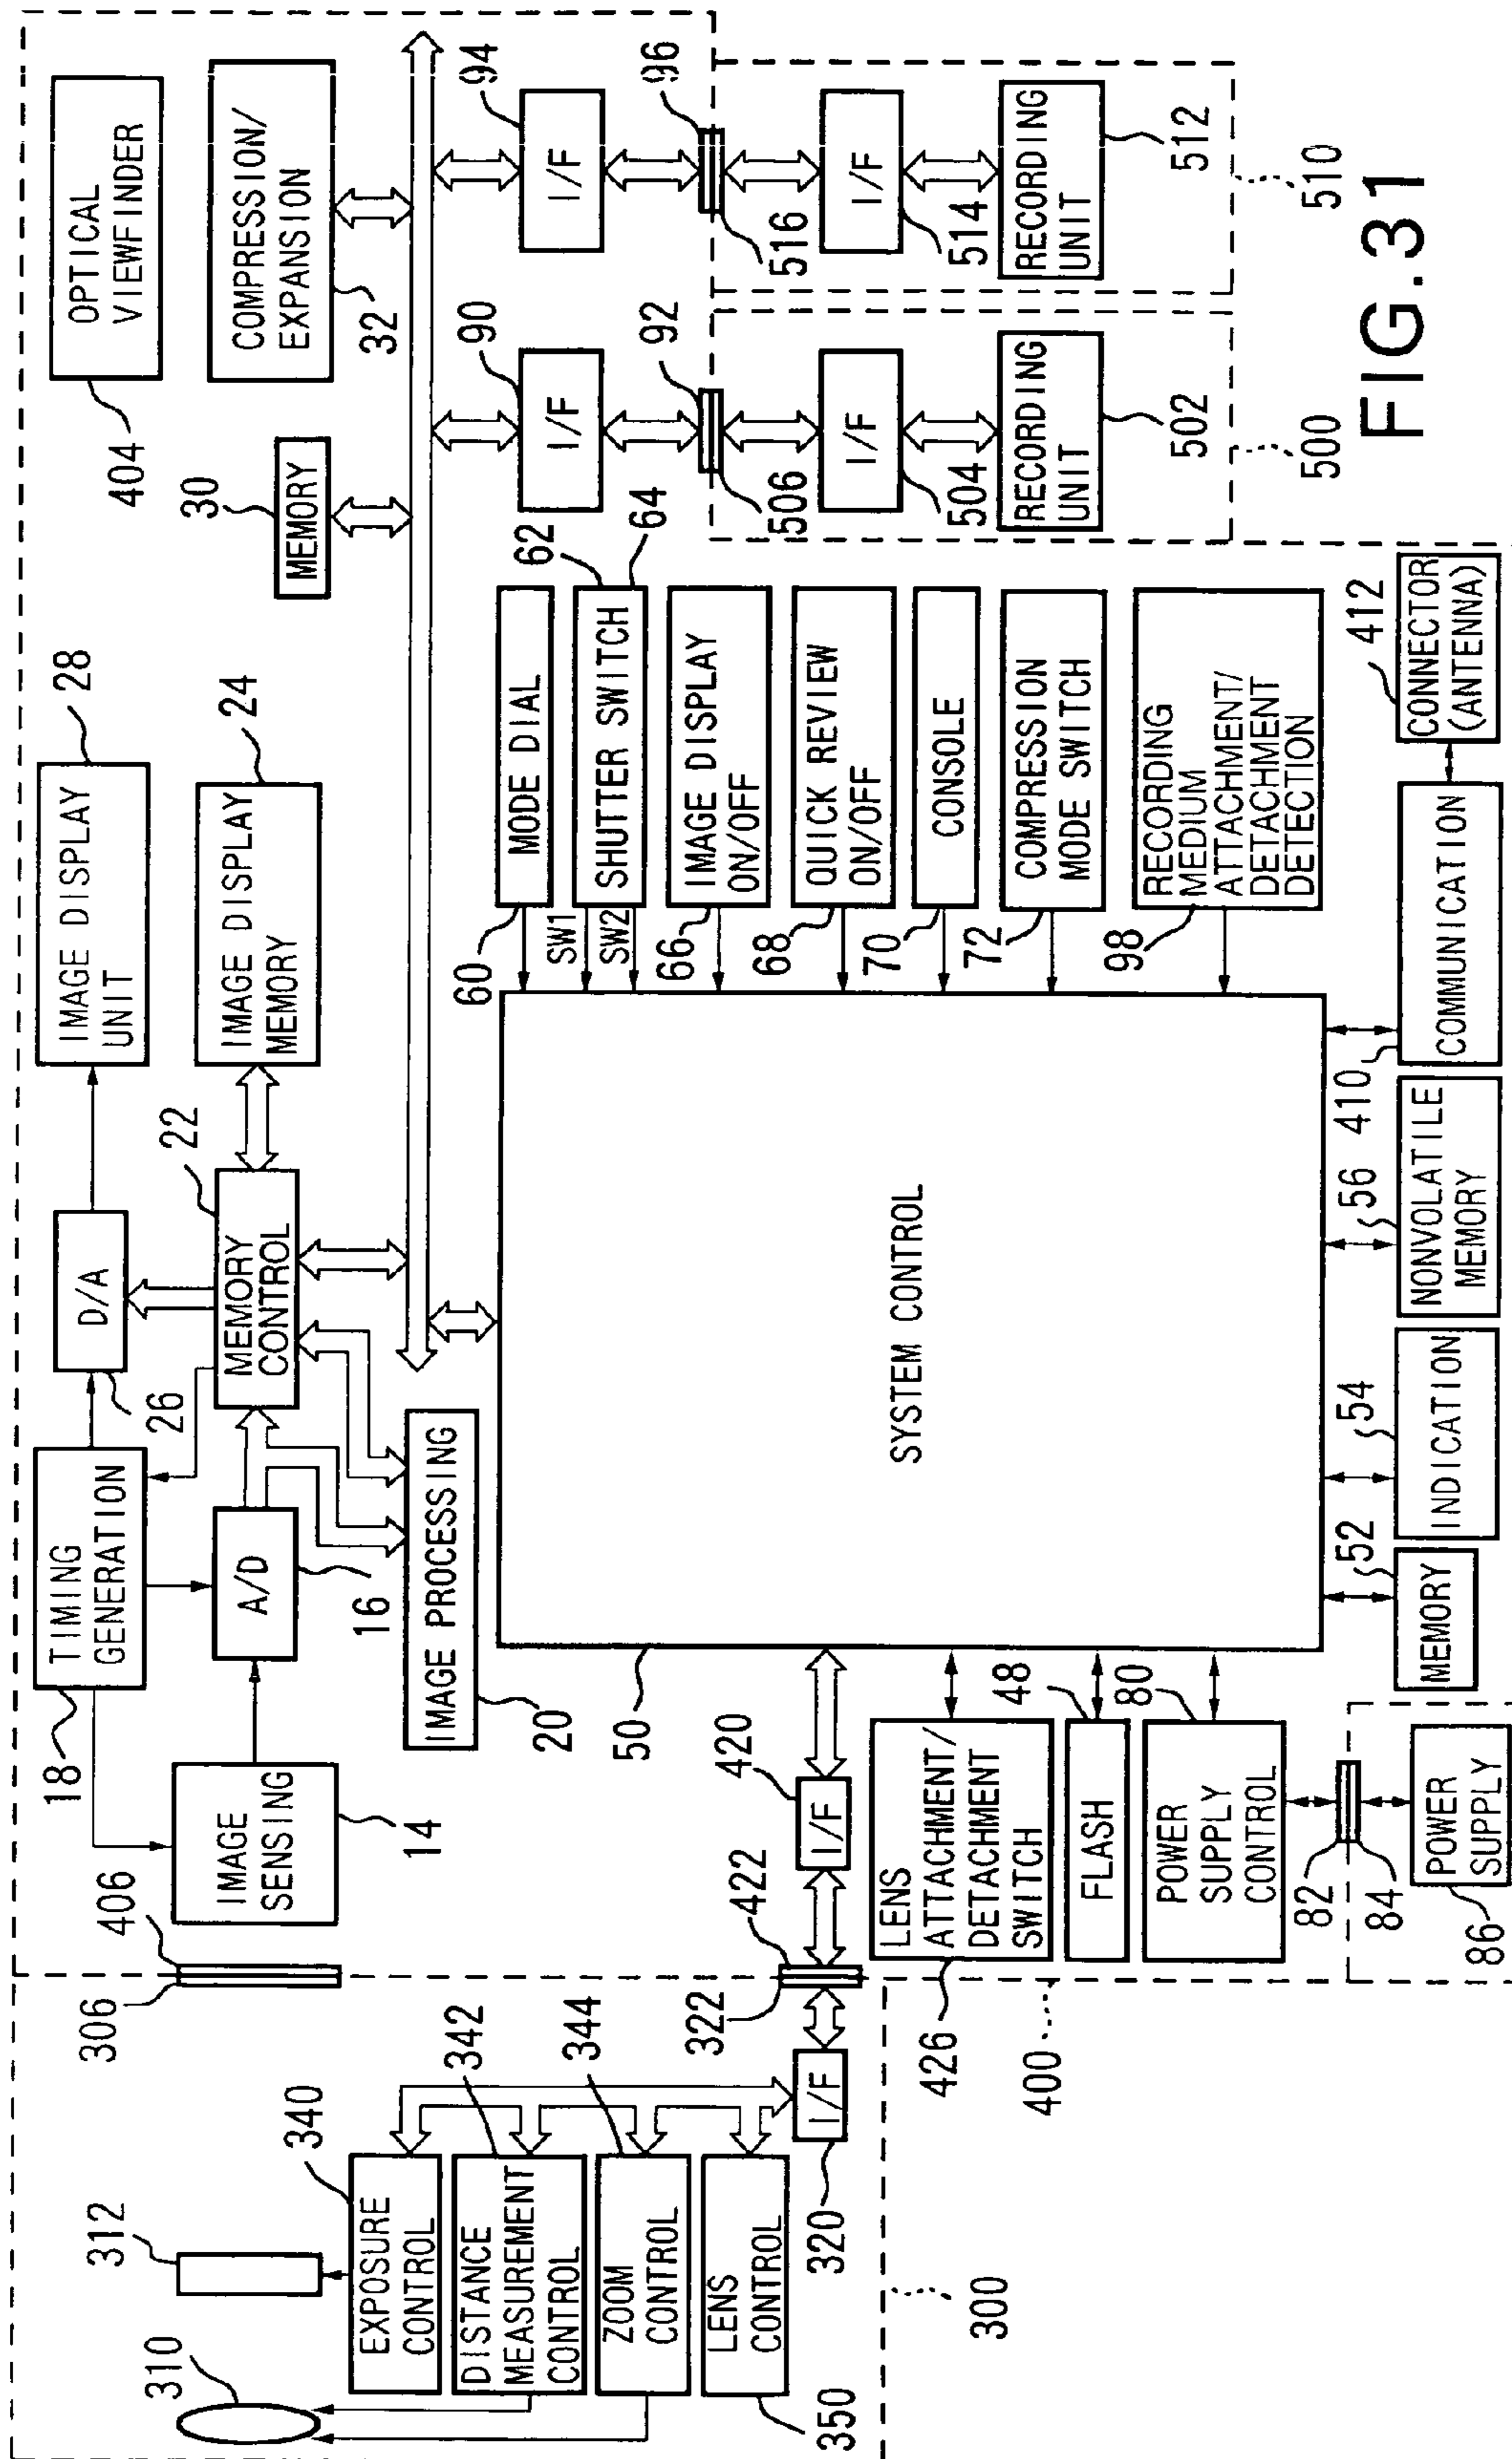 310
312
340
EXPOSURE
CONTROL
342
DISTANCE
MEASUREMENT
CONTROL
344
ZOOM
CONTROL
LENS
CONTROL
350
I/F
320
300
306
406
322
422
I/F
420
IMAGE
SENSING
14
TIMING
GENERATION
18
A/D
16
D/A
26
IMAGE PROCESSING
20
MEMORY
CONTROL
22
IMAGE DISPLAY
UNIT
28
IMAGE DISPLAY
MEMORY
24
MEMORY
30
OPTICAL
VIEWFINDER
404
COMPRESSION/
EXPANSION
32
SYSTEM CONTROL
50
LENS
ATTACHMENT/
DETACHMENT
SWITCH
426
400
FLASH
48
POWER
SUPPLY
CONTROL
80
82
84
POWER
SUPPLY
86
MEMORY
52
INDICATION
54
NONVOLATILE
MEMORY
56
COMMUNICATION
410
CONNECTOR
(ANTENNA)
412
MODE DIAL
60
SHUTTER SWITCH
62
64
SW1
SW2
IMAGE DISPLAY
ON/OFF
66
QUICK REVIEW
ON/OFF
68
CONSOLE
70
COMPRESSION
MODE SWITCH
72
RECORDING
MEDIUM
ATTACHMENT/
DETACHMENT
DETECTION
98
I/F
90
92
506
I/F
504
RECORDING
UNIT
502
500
I/F
94
96
516
I/F
514
RECORDING
UNIT
512
510
FIG.31